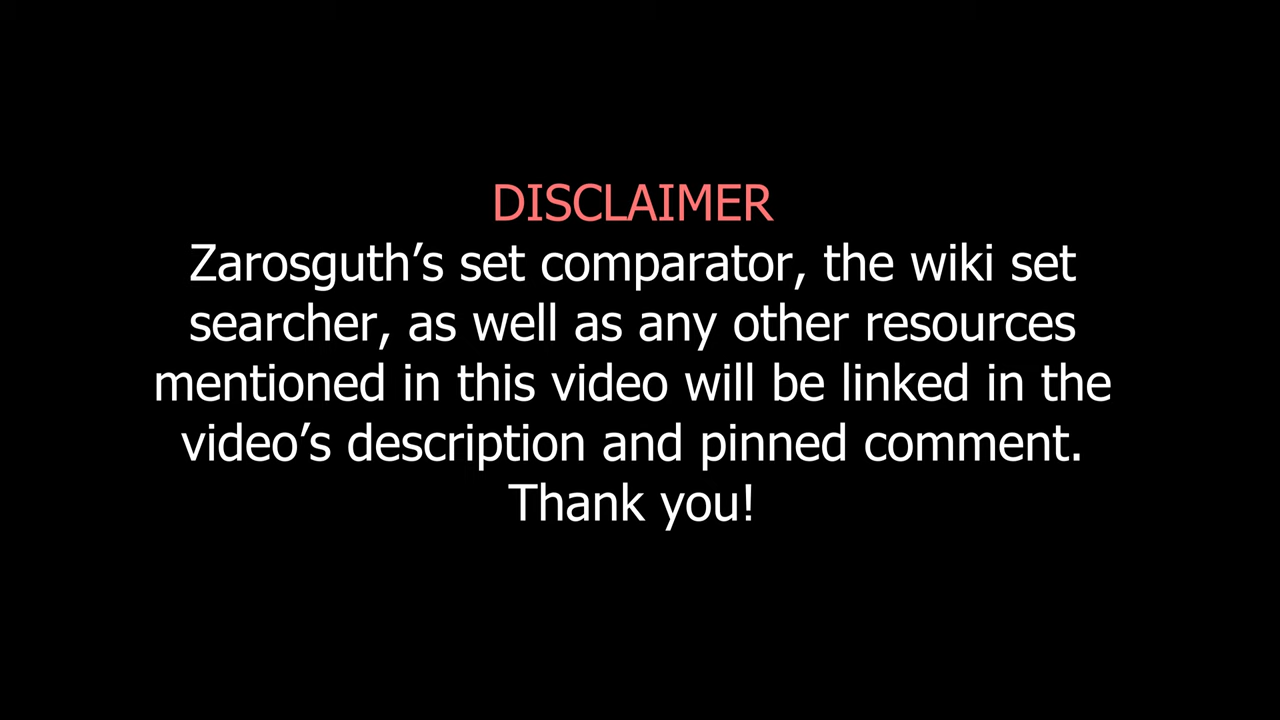 DISCLAIMER
Zarosguth’s set comparator, the wiki set
searcher, as well as any other resources
mentioned in this video will be linked in the
video’s description and pinned comment.
Thank you!